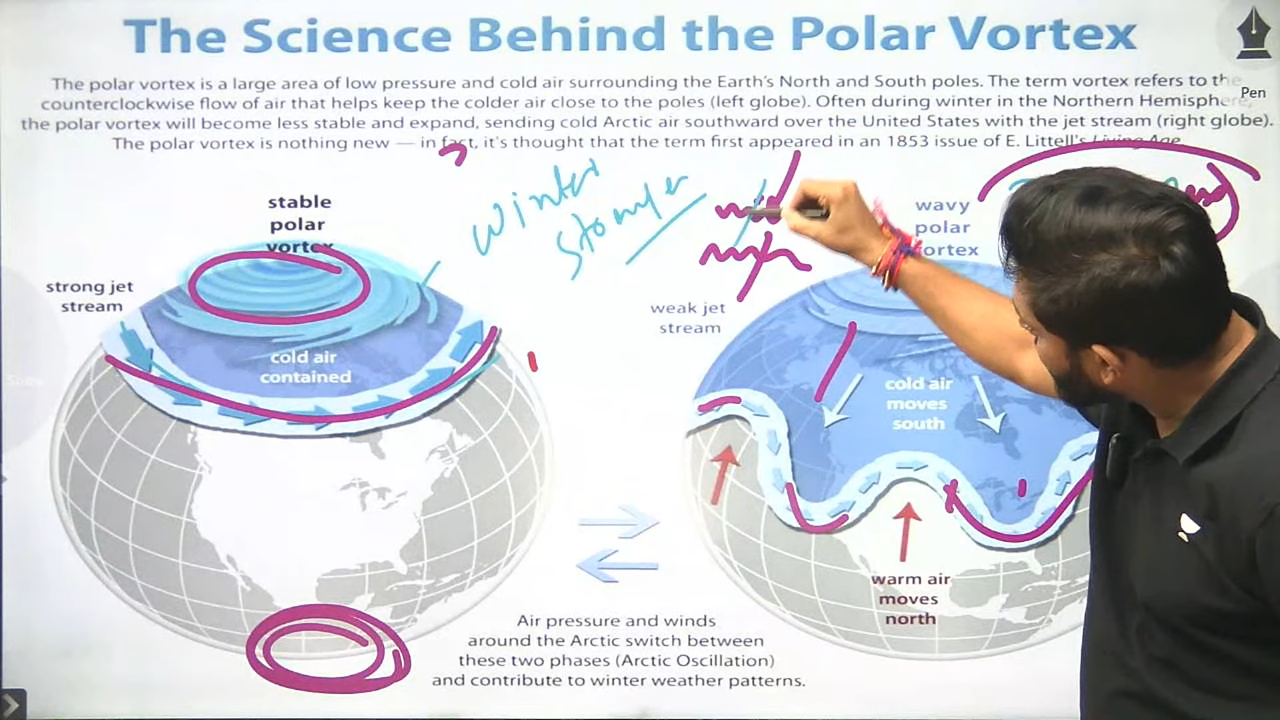 The Science Behind the Polar Vortex
Pen
The polar vortex is a large area of low pressure and cold air surrounding the Earth's North and South poles. The term vortex refers to the
counterclockwise flow of air that helps keep the colder air close to the poles (left globe). Often during winter in the Northern Hemisphere,
the polar vortex will become less stable and expand, sending cold Arctic air southward over the United States with the jet stream (right globe).
The polar vortex is nothing new — in fact, it's thought that the term first appeared in an 1853 issue of E. Littell's Living Age.
Winter
stable
polar
vortex
wavy
polar
vortex
strong jet
stream
weak jet
stream
cold air
contained
cold air
moves
south
warm air
moves
north
Air pressure and winds
around the Arctic switch between
these two phases (Arctic Oscillation)
and contribute to winter weather patterns.